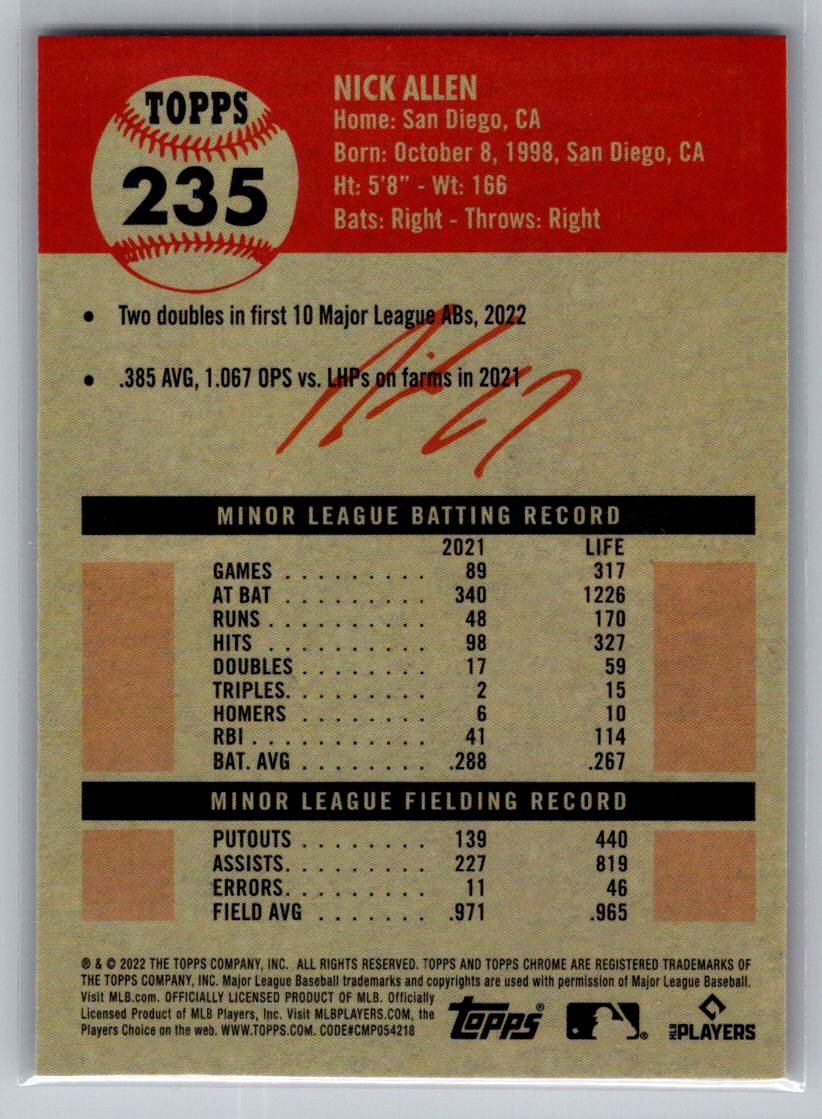 TOPPS
235
NICK ALLEN
Home: San Diego, CA
Born: October 8, 1998, San Diego, CA
Ht: 5'8" - Wt: 166
Bats: Right - Throws: Right
• Two doubles in first 10 Major League ABs, 2022
• .385 AVG, 1.067 OPS vs. LHPs on farms in 2021
MINOR LEAGUE BATTING RECORD
2021 LIFE
GAMES . . . . . . . . . 89 317
AT BAT . . . . . . . . 340 1226
RUNS . . . . . . . . . . 48 170
HITS . . . . . . . . . . 98 327
DOUBLES . . . . . . . . 17 59
TRIPLES. . . . . . . . . 2 15
HOMERS . . . . . . . . 6 10
RBI . . . . . . . . . . . 41 114
BAT. AVG . . . . . . . . .288 .267
MINOR LEAGUE FIELDING RECORD
PUTOUTS . . . . . . . . 139 440
ASSISTS. . . . . . . . . 227 819
ERRORS. . . . . . . . . 11 46
FIELD AVG . . . . . . . .971 .965
® & © 2022 THE TOPPS COMPANY, INC. ALL RIGHTS RESERVED. TOPPS AND TOPPS CHROME ARE REGISTERED TRADEMARKS OF
THE TOPPS COMPANY, INC. Major League Baseball trademarks and copyrights are used with permission of Major League Baseball.
Visit MLB.com. OFFICIALLY LICENSED PRODUCT OF MLB. Officially
Licensed Product of MLB Players, Inc. Visit MLBPLAYERS.COM, the
Players Choice on the web. WWW.TOPPS.COM. CODE#CMP054218
TOPPS®
®
MLB PLAYERS